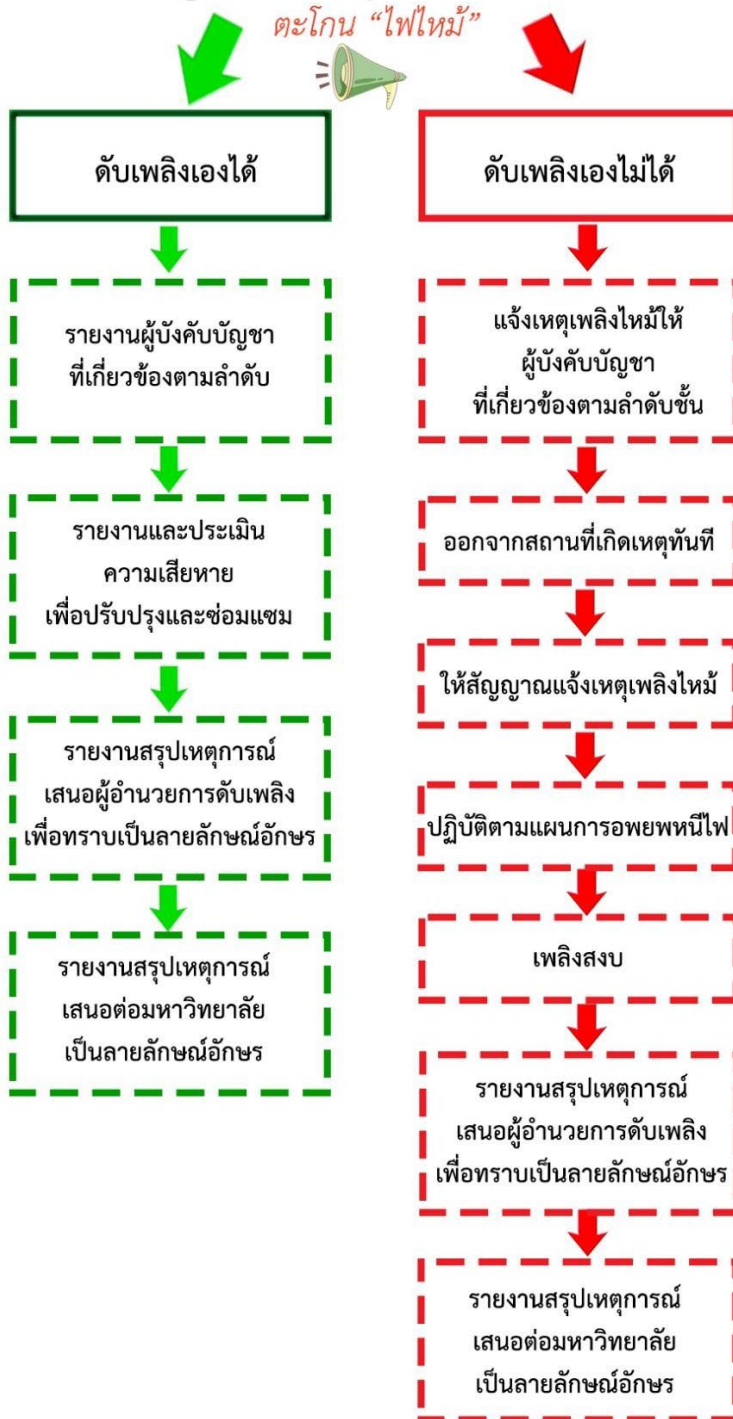 ตะโกน “ไฟไหม้”
ดับเพลิงเองได้
รายงานผู้บังคับบัญชา
ที่เกี่ยวข้องตามลำดับ
รายงานและประเมิน
ความเสียหาย
เพื่อปรับปรุงและซ่อมแซม
รายงานสรุปเหตุการณ์
เสนอผู้อำนวยการดับเพลิง
เพื่อทราบเป็นลายลักษณ์อักษร
รายงานสรุปเหตุการณ์
เสนอต่อมหาวิทยาลัย
เป็นลายลักษณ์อักษร
ดับเพลิงเองไม่ได้
แจ้งเหตุเพลิงไหม้ให้
ผู้บังคับบัญชา
ที่เกี่ยวข้องตามลำดับชั้น
ออกจากสถานที่เกิดเหตุทันที
ให้สัญญาณแจ้งเหตุเพลิงไหม้
ปฏิบัติตามแผนการอพยพหนีไฟ
เพลิงสงบ
รายงานสรุปเหตุการณ์
เสนอผู้อำนวยการดับเพลิง
เพื่อทราบเป็นลายลักษณ์อักษร
รายงานสรุปเหตุการณ์
เสนอต่อมหาวิทยาลัย
เป็นลายลักษณ์อักษร